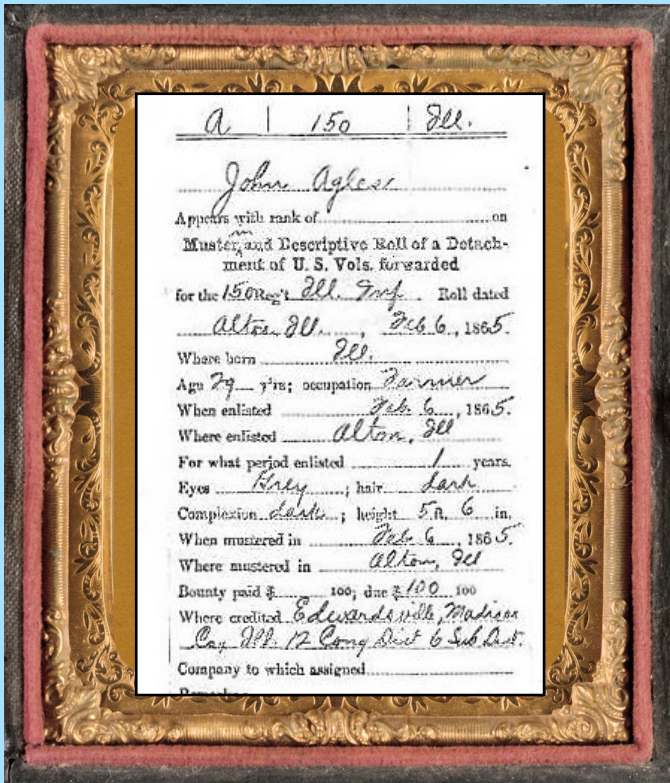 A | 150 | Ill.
John Agles
Appears with rank of on
Muster and Descriptive Roll of a Detach-
ment of U. S. Vols. forwarded
for the 150 Reg't Ill. Inf. Roll dated
Alton Ill. , Feb 6 , 1865.
Where born Ill.
Age 29 y'rs; occupation Farmer
When enlisted Feb. 6 , 1865.
Where enlisted Alton, Ill
For what period enlisted 1 years.
Eyes Grey ; hair dark
Complexion dark ; height 5 ft. 6 in.
When mustered in Feb. 6 , 1865.
Where mustered in Alton, Ill
Bounty paid $ 100; due $ 100 100
Where credited Edwardsville, Madison
Co., Ill. 12 Cong Dist 6 Sub Dist.
Company to which assigned